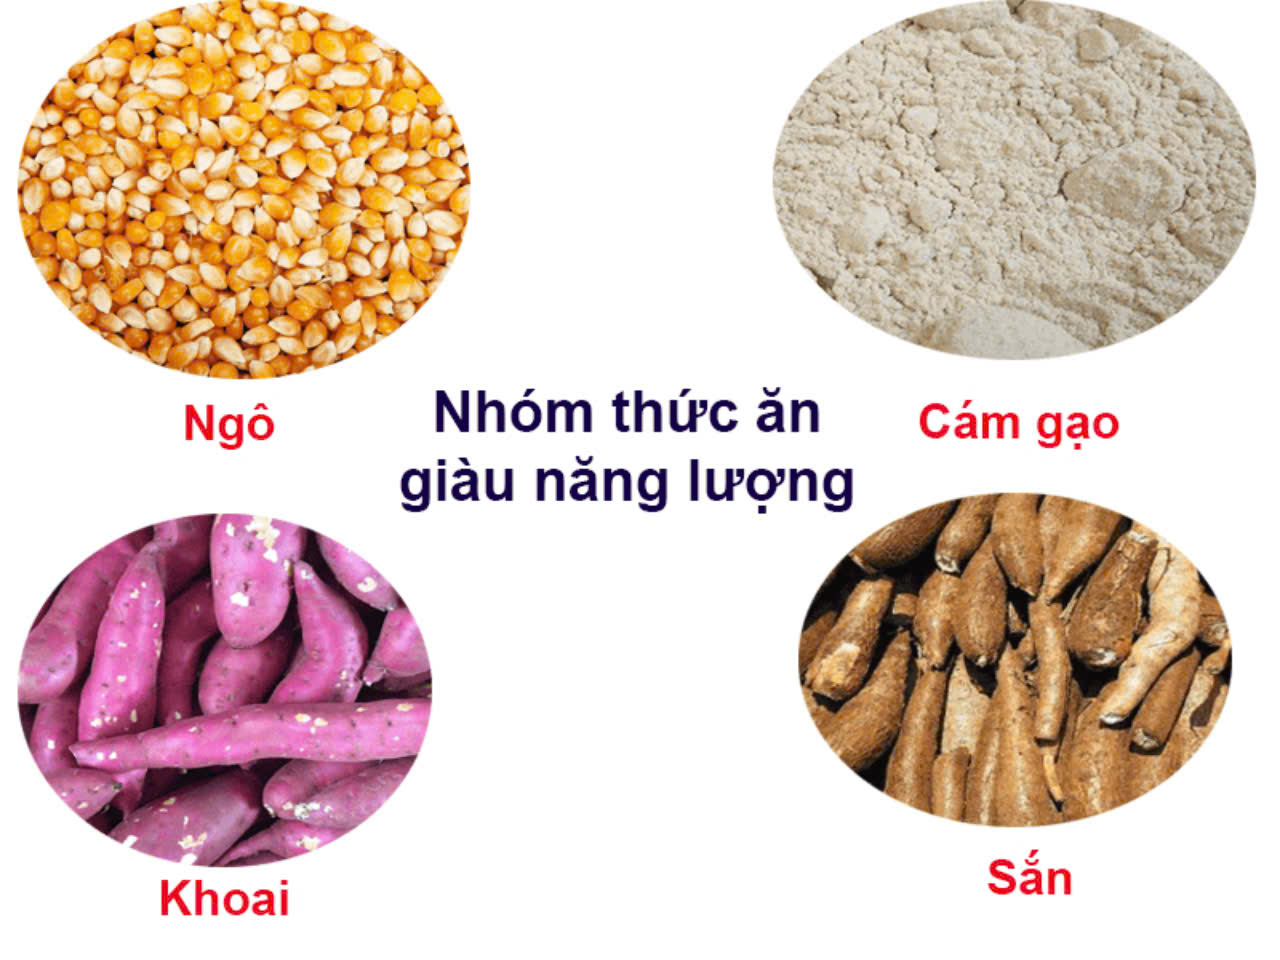 Ngô
Cám gạo
Nhóm thức ăn
giàu năng lượng
Khoai
Sắn